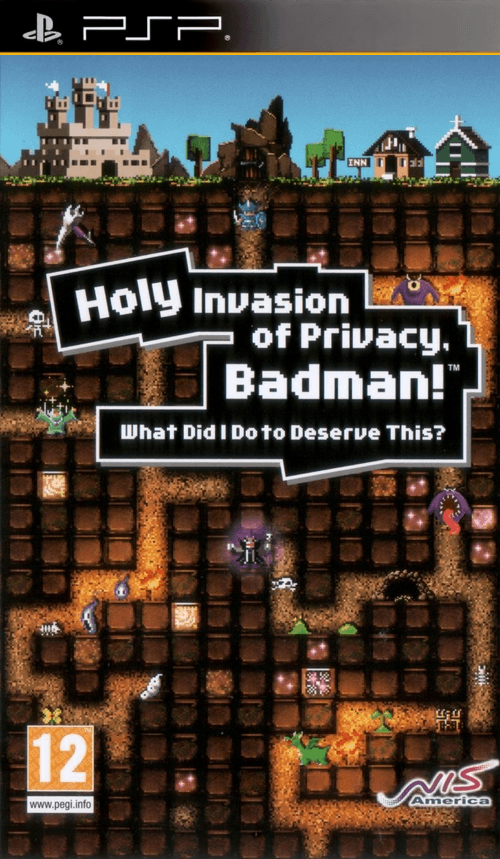 PSP®
INN
Holy Invasion
of Privacy,
Badman!™
What Did I Do to Deserve This?
12
www.pegi.info
NIS
America